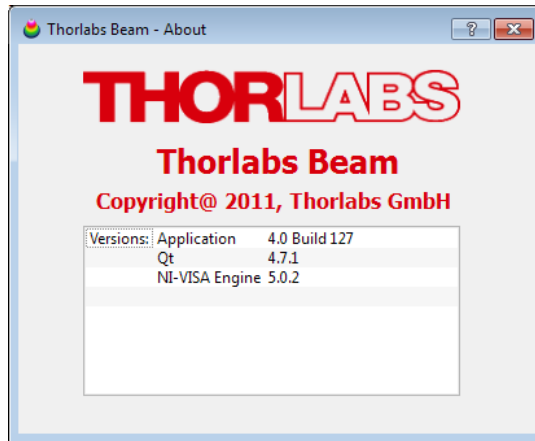 Thorlabs Beam - About
THORLABS
Thorlabs Beam
Copyright@ 2011, Thorlabs GmbH
Versions: Application 4.0 Build 127
Qt 4.7.1
NI-VISA Engine 5.0.2